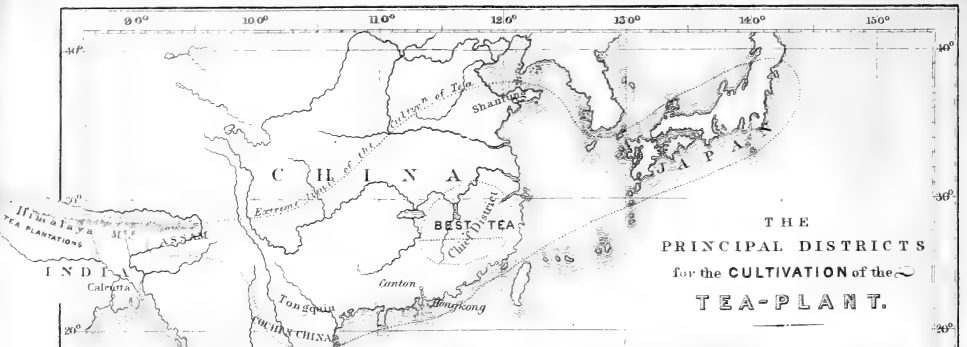 90° 100° 110° 120° 130° 140° 150°
40° 40°
Extreme limit of the Cultivn of Tea
Shantung
CHINA
JAPAN
30° 30°
Himalaya Mts
TEA PLANTATIONS
ASSAM
BEST TEA
Chief District
INDIA
Calcutta
Canton
Hongkong
Tonquin
COCHIN CHINA
20° 20°
THE
PRINCIPAL DISTRICTS
for the CULTIVATION of the
TEA-PLANT.